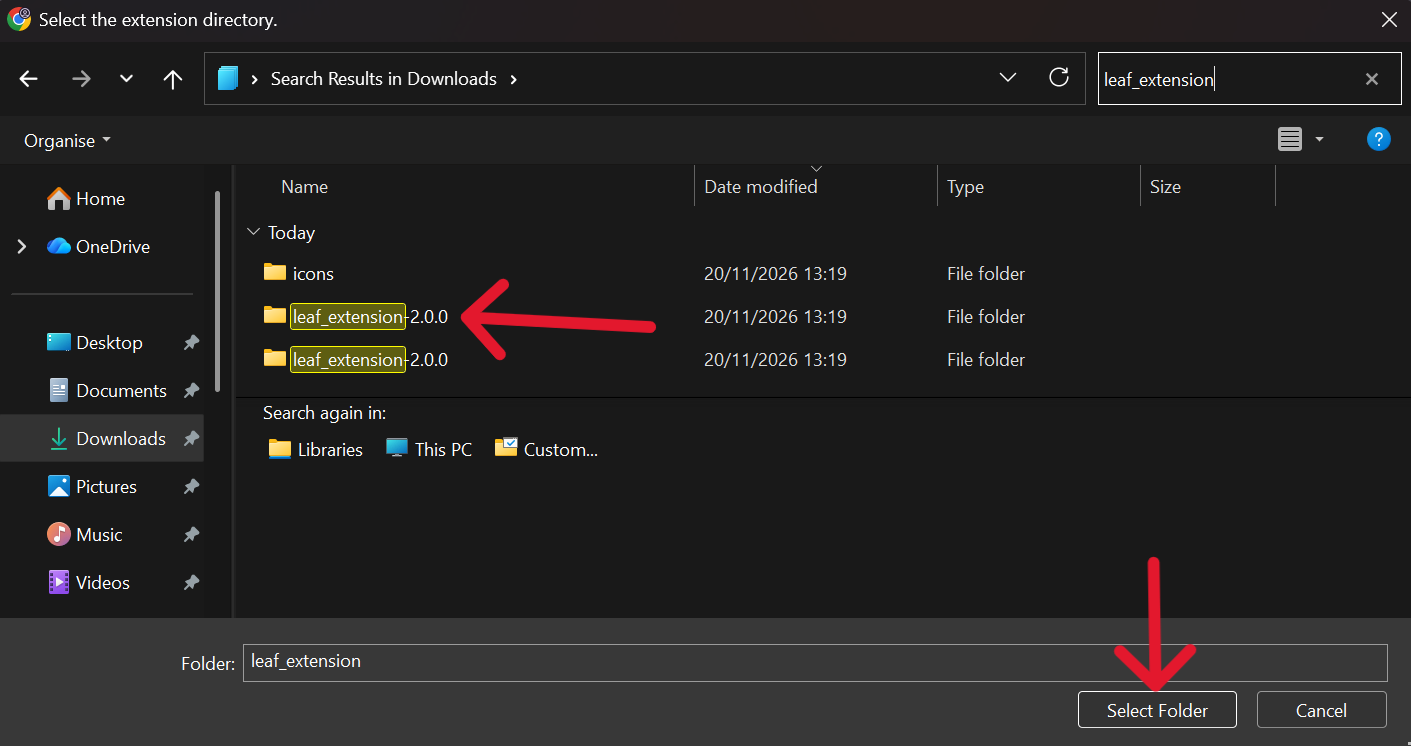 Select the extension directory.
Search Results in Downloads
leaf_extension
Organise
Name Date modified Type Size
Home
OneDrive
Desktop
Documents
Downloads
Pictures
Music
Videos
Today
icons 20/11/2026 13:19 File folder
leaf_extension-2.0.0 20/11/2026 13:19 File folder
leaf_extension-2.0.0 20/11/2026 13:19 File folder
Search again in:
Libraries This PC Custom...
Folder: leaf_extension
Select Folder Cancel